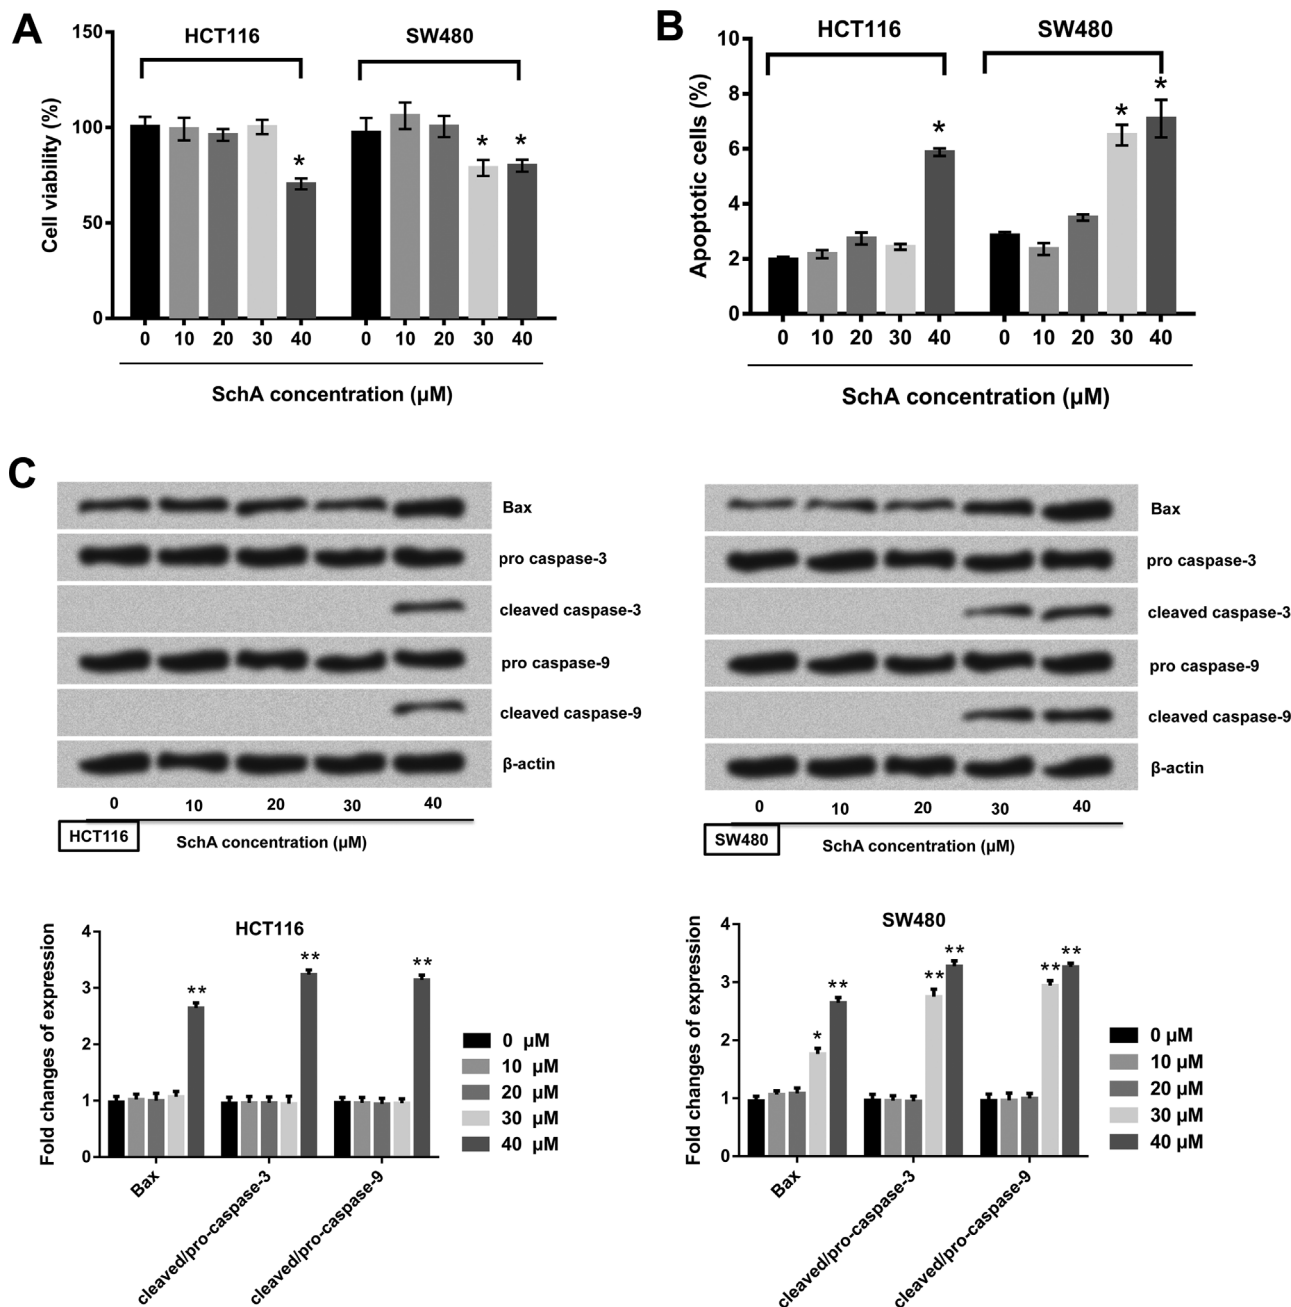 A
HCT116
SW480
Cell viability (%)
150
100
50
0
*
*
*
0 10 20 30 40 0 10 20 30 40
SchA concentration (µM)
B
HCT116
SW480
Apoptotic cells (%)
10
8
6
4
2
0
*
*
*
0 10 20 30 40 0 10 20 30 40
SchA concentration (µM)
C
Bax
pro caspase-3
cleaved caspase-3
pro caspase-9
cleaved caspase-9
β-actin
0 10 20 30 40
HCT116
SchA concentration (µM)
Bax
pro caspase-3
cleaved caspase-3
pro caspase-9
cleaved caspase-9
β-actin
0 10 20 30 40
SW480
SchA concentration (µM)
HCT116
Fold changes of expression
4
3
2
1
0
**
**
**
Bax
cleaved/pro-caspase-3
cleaved/pro-caspase-9
0 µM
10 µM
20 µM
30 µM
40 µM
SW480
Fold changes of expression
4
3
2
1
0
*
**
**
**
**
**
Bax
cleaved/pro-caspase-3
cleaved/pro-caspase-9
0 µM
10 µM
20 µM
30 µM
40 µM